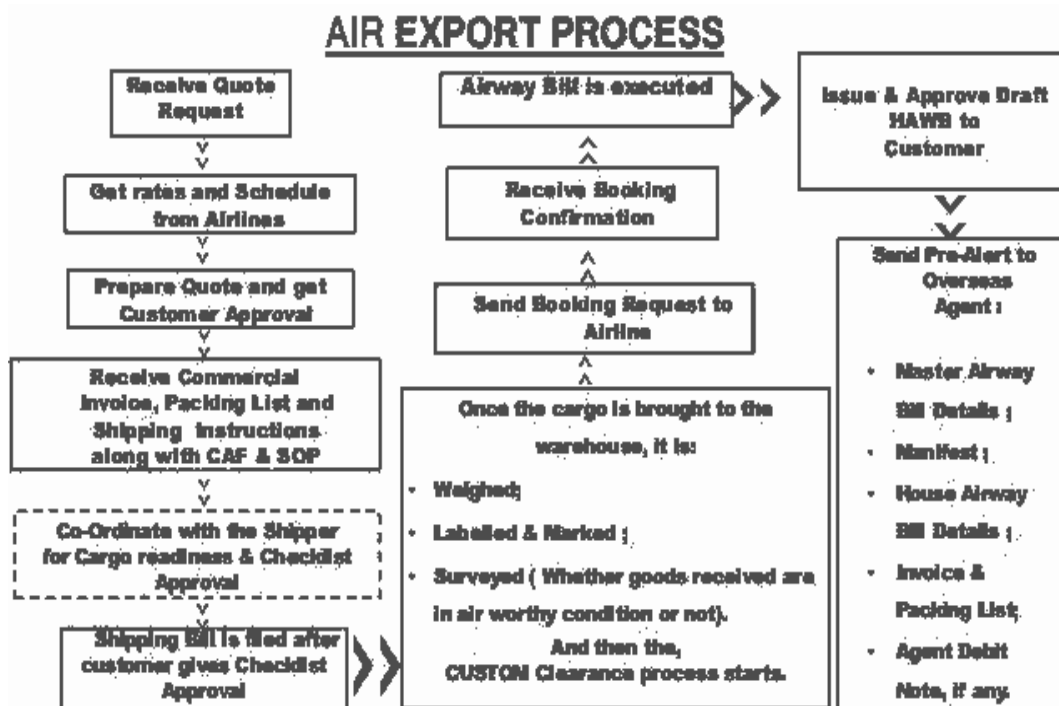 AIR EXPORT PROCESS
Receive Quote
Request
Get rates and Schedule
from Airlines
Prepare Quote and get
Customer Approval
Receive Commercial
Invoice, Packing List and
Shipping Instructions
along with CAF & SOP
Co-Ordinate with the Shipper
for Cargo readiness & Checklist
Approval
Shipping Bill is filed after
customer gives Checklist
Approval
Once the cargo is brought to the
warehouse, it is:
• Weighed;
• Labelled & Marked ;
• Surveyed ( Whether goods received are
in air worthy condition or not).
And then the,
CUSTOM Clearance process starts.
Send Booking Request to
Airline
Receive Booking
Confirmation
Airway Bill is executed
Issue & Approve Draft
HAWB to
Customer
Send Pre-Alert to
Overseas
Agent :
• Master Airway
Bill Details ;
• Manifest ;
• House Airway
Bill Details ;
• Invoice &
Packing List;
• Agent Debit
Note, if any.